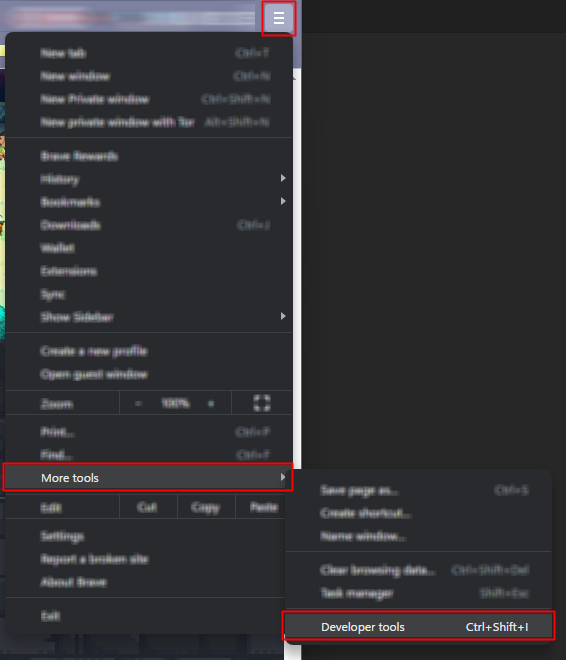 New tab Ctrl+T
New window Ctrl+N
New Private window Ctrl+Shift+N
New private window with Tor Alt+Shift+N
Brave Rewards
History
Bookmarks
Downloads Ctrl+J
Wallet
Extensions
Sync
Show Sidebar
Create a new profile
Open guest window
Zoom - 100% +
Print... Ctrl+P
Find... Ctrl+F
More tools
Edit Cut Copy Paste
Settings
Report a broken site
About Brave
Exit
Save page as... Ctrl+S
Create shortcut...
Name window...
Clear browsing data... Ctrl+Shift+Del
Task manager Shift+Esc
Developer tools Ctrl+Shift+I